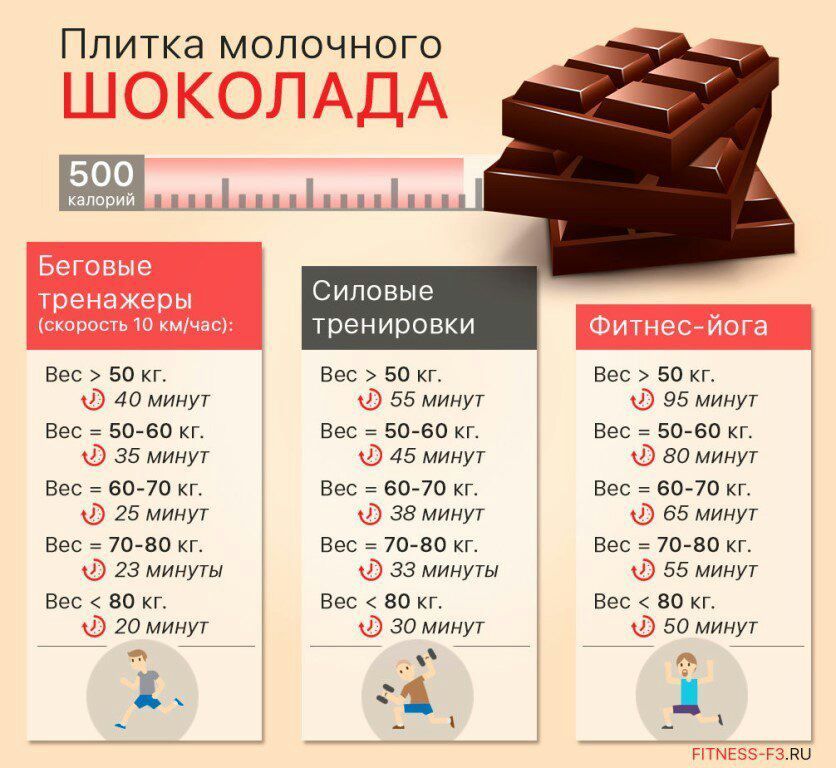 Плитка молочного
ШОКОЛАДА
500
калорий
Беговые
тренажеры
(скорость 10 км/час):
Вес > 50 кг.
40 минут
Вес = 50-60 кг.
35 минут
Вес = 60-70 кг.
25 минут
Вес = 70-80 кг.
23 минуты
Вес < 80 кг.
20 минут
Силовые
тренировки
Вес > 50 кг.
55 минут
Вес = 50-60 кг.
45 минут
Вес = 60-70 кг.
38 минут
Вес = 70-80 кг.
33 минуты
Вес < 80 кг.
30 минут
Фитнес-йога
Вес > 50 кг.
95 минут
Вес = 50-60 кг.
80 минут
Вес = 60-70 кг.
65 минут
Вес = 70-80 кг.
55 минут
Вес < 80 кг.
50 минут
FITNESS-F3.RU